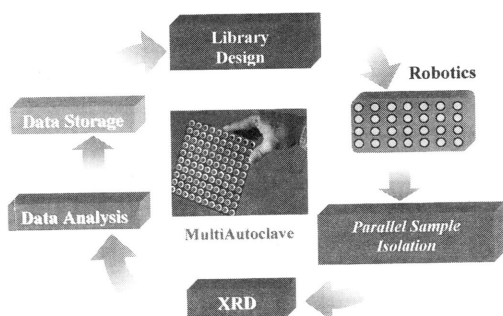 Library
Design
Robotics
Data Storage
Parallel Sample
Isolation
Data Analysis
MultiAutoclave
XRD